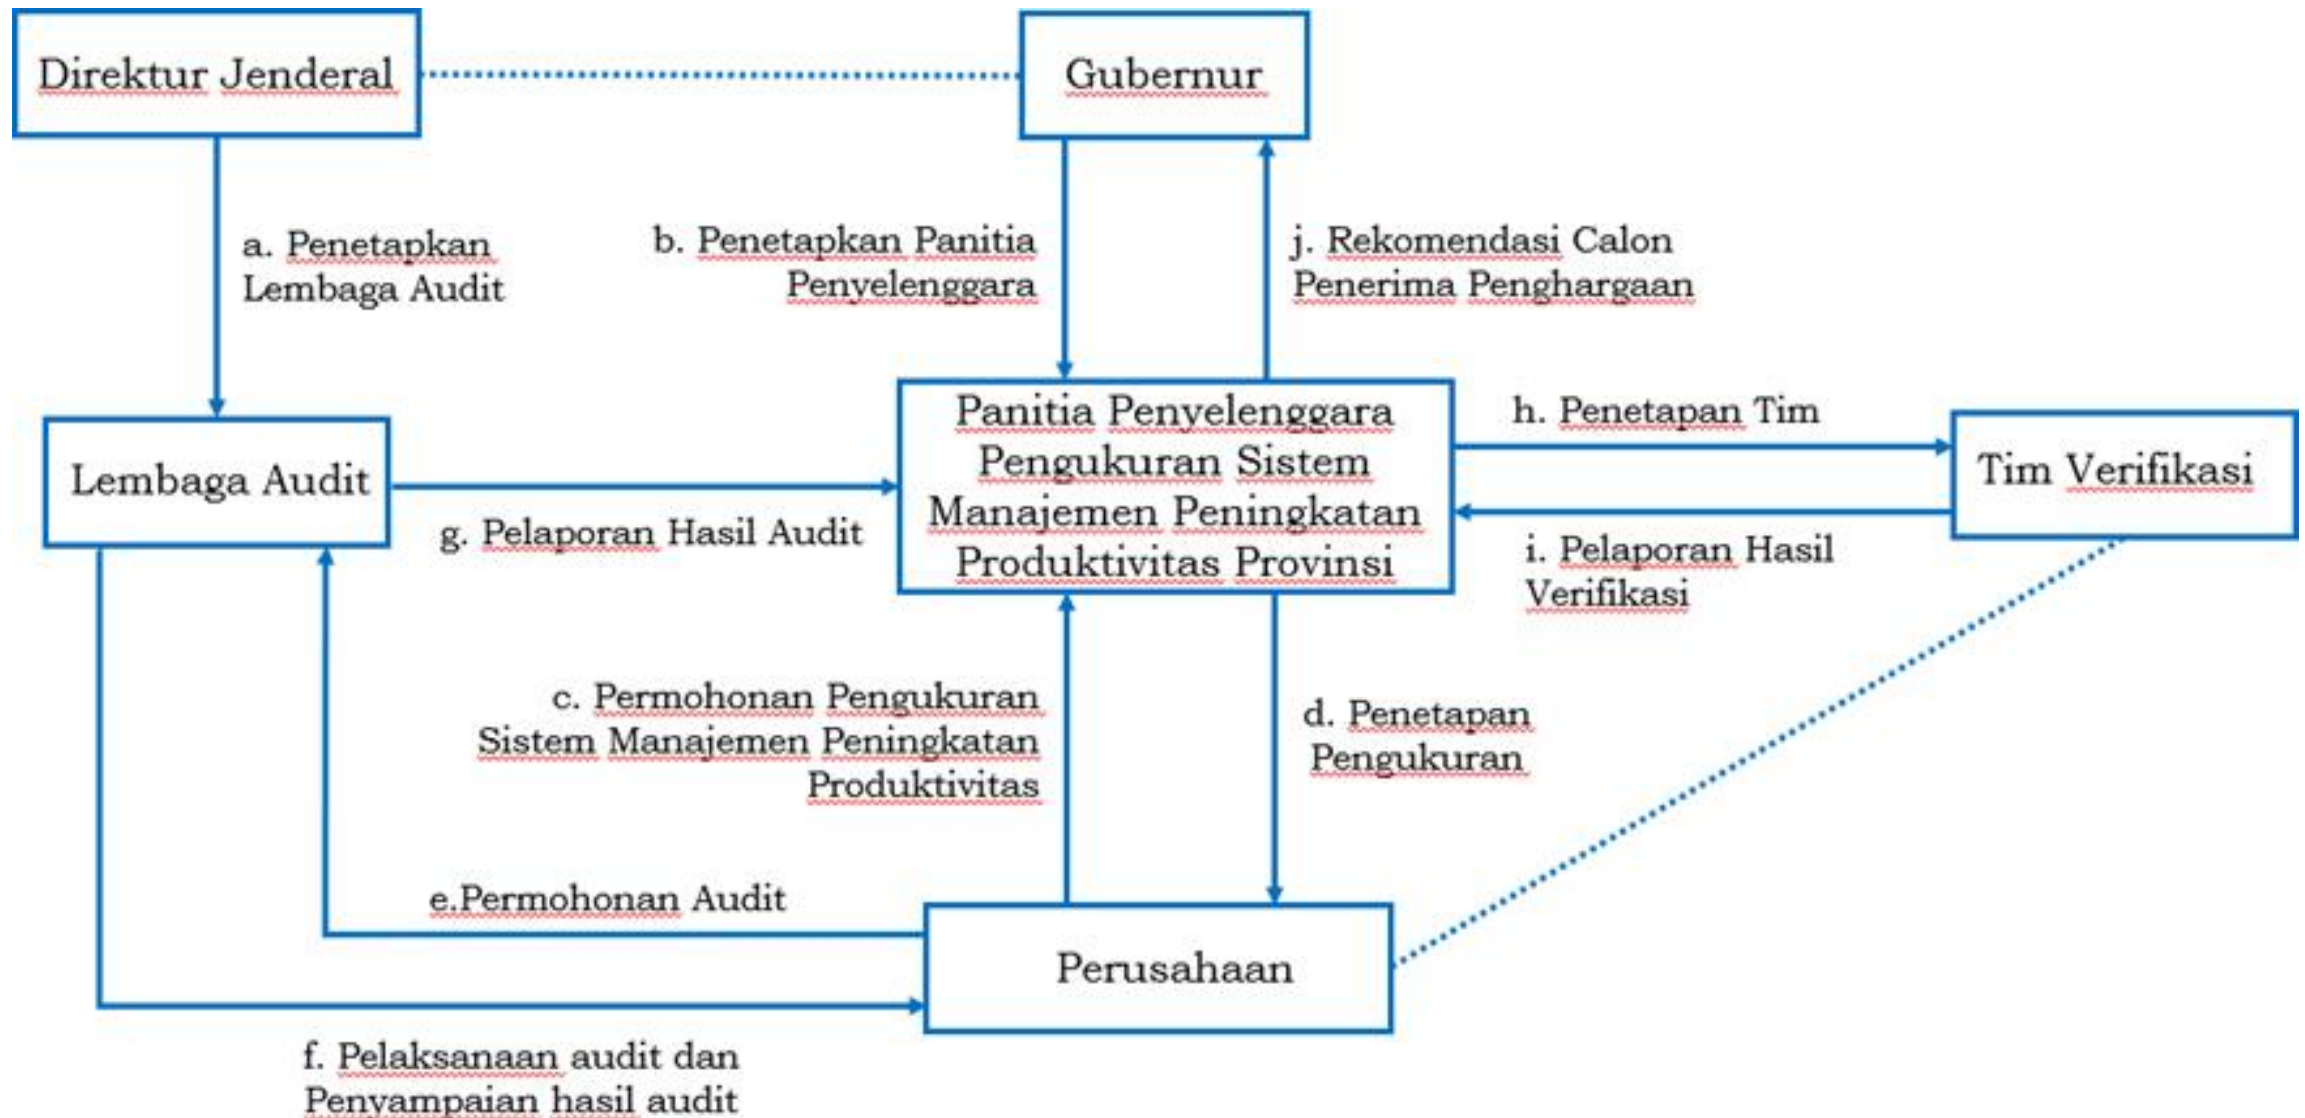 Direktur Jenderal
Gubernur
a. Penetapkan
Lembaga Audit
b. Penetapkan Panitia
Penyelenggara
j. Rekomendasi Calon
Penerima Penghargaan
Lembaga Audit
Panitia Penyelenggara
Pengukuran Sistem
Manajemen Peningkatan
Produktivitas Provinsi
h. Penetapan Tim
Tim Verifikasi
g. Pelaporan Hasil Audit
i. Pelaporan Hasil
Verifikasi
c. Permohonan Pengukuran
Sistem Manajemen Peningkatan
Produktivitas
d. Penetapan
Pengukuran
e.Permohonan Audit
Perusahaan
f. Pelaksanaan audit dan
Penyampaian hasil audit